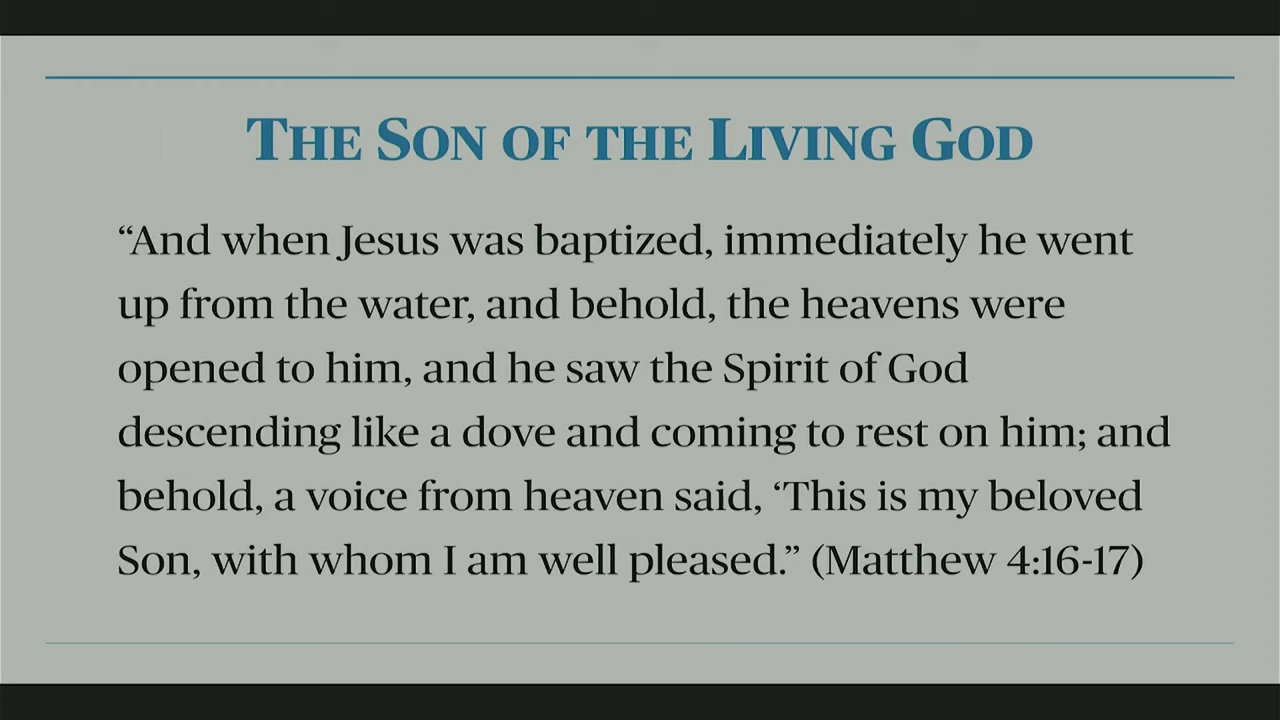 THE SON OF THE LIVING GOD
“And when Jesus was baptized, immediately he went
up from the water, and behold, the heavens were
opened to him, and he saw the Spirit of God
descending like a dove and coming to rest on him; and
behold, a voice from heaven said, ‘This is my beloved
Son, with whom I am well pleased.” (Matthew 4:16-17)